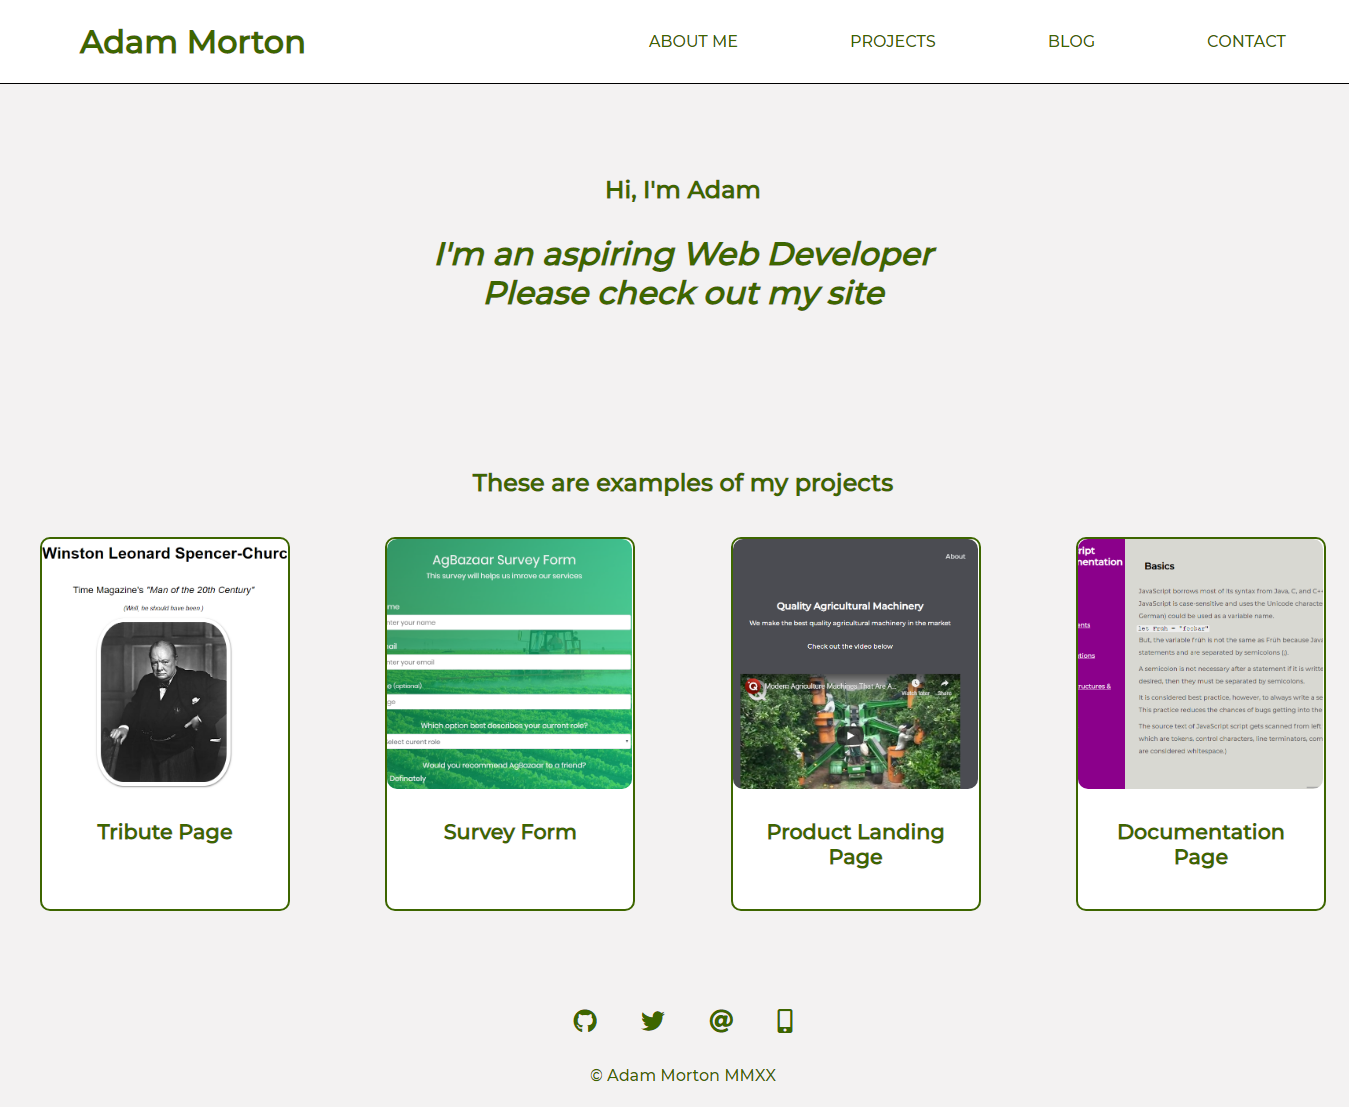 Adam Morton
ABOUT ME
PROJECTS
BLOG
CONTACT
Hi, I'm Adam
I'm an aspiring Web Developer
Please check out my site
These are examples of my projects
Winston Leonard Spencer-Churc
Time Magazine's "Man of the 20th Century"
(Well, he should have been )
Tribute Page
AgBazaar Survey Form
This survey will helps us imrove our services
me
nter your name
ail
nter your email
e (optional)
ge
Which option best describes your current role?
elect curent role
Would you recommend AgBazaar to a friend?
Definately
Survey Form
About
Quality Agricultural Machinery
We make the best quality agricultural machinery in the market
Check out the video below
Modern Agriculture Machines That Are A...
Watch later
Share
Product Landing
Page
ript
nentation
ents
tions
structures &
Basics
JavaScript borrows most of its syntax from Java, C, and C++
JavaScript is case-sensitive and uses the Unicode characte
German) could be used as a variable name.
let Früh = "foobar"
But, the variable früh is not the same as Früh because Java
statements and are separated by semicolons (;).
A semicolon is not necessary after a statement if it is writte
desired, then they must be separated by semicolons.
It is considered best practice, however, to always write a se
This practice reduces the chances of bugs getting into the
The source text of JavaScript script gets scanned from left
which are tokens, control characters, line terminators, com
are considered whitespace.)
Documentation
Page
© Adam Morton MMXX